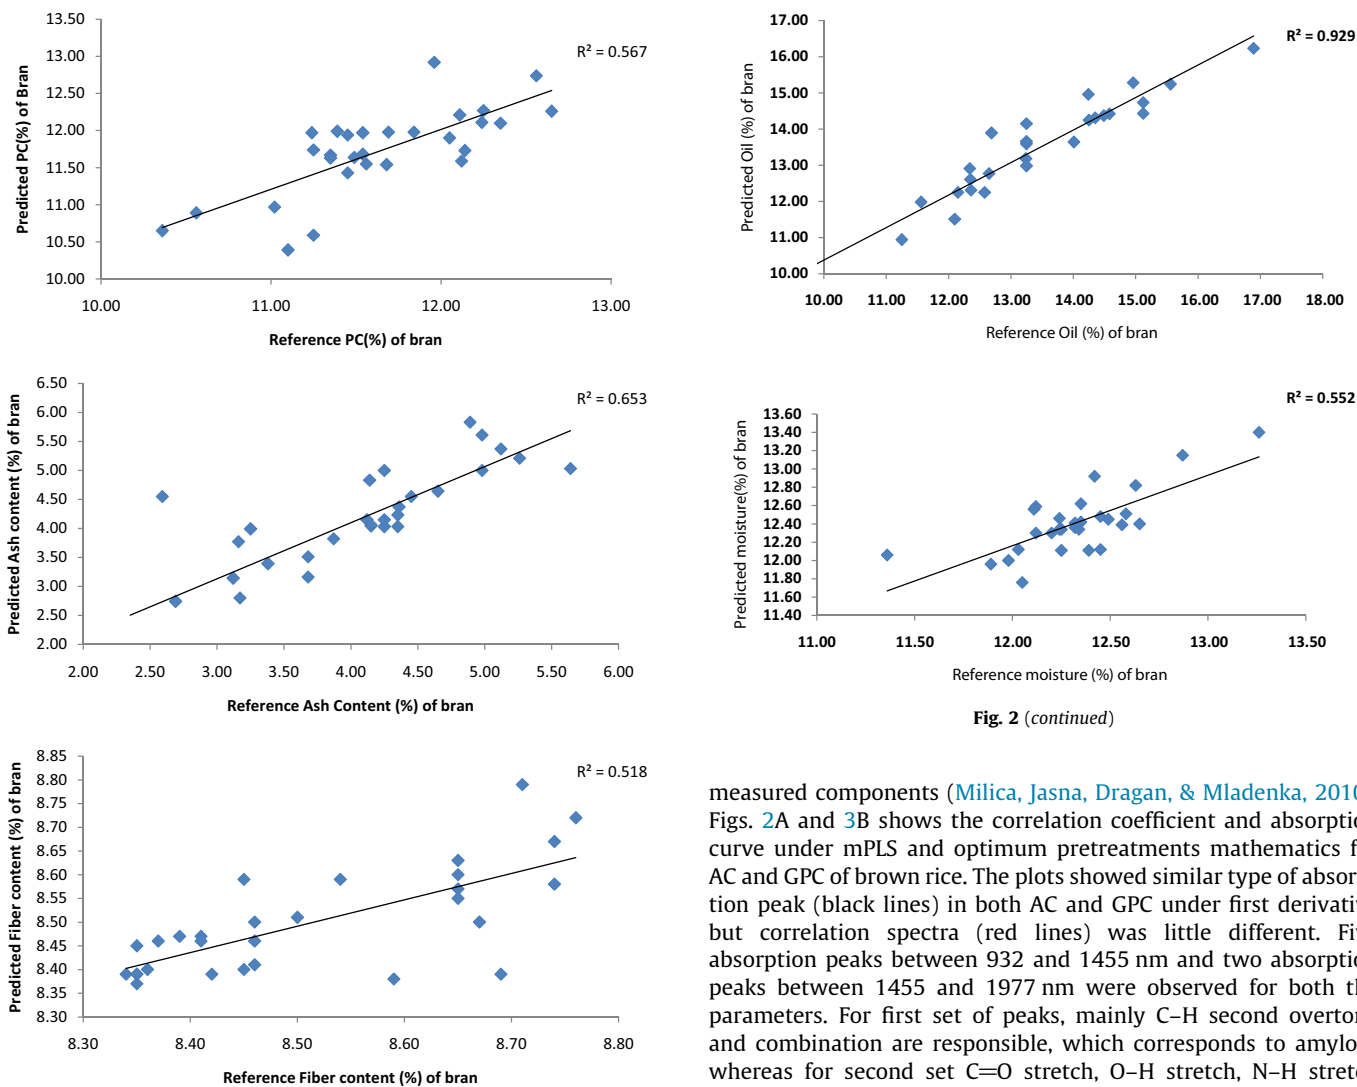 13.50
13.00
12.50
12.00
11.50
11.00
10.50
10.00
Predicted PC(%) of Bran
R² = 0.567
10.00 11.00 12.00 13.00
Reference PC(%) of bran
6.50
6.00
5.50
5.00
4.50
4.00
3.50
3.00
2.50
2.00
Predicted Ash content (%) of bran
R² = 0.653
2.00 2.50 3.00 3.50 4.00 4.50 5.00 5.50 6.00
Reference Ash Content (%) of bran
8.85
8.80
8.75
8.70
8.65
8.60
8.55
8.50
8.45
8.40
8.35
8.30
Predicted Fiber content (%) of bran
R² = 0.518
8.30 8.40 8.50 8.60 8.70 8.80
Reference Fiber content (%) of bran
17.00
16.00
15.00
14.00
13.00
12.00
11.00
10.00
Predicted Oil (%) of bran
R² = 0.929
10.00 11.00 12.00 13.00 14.00 15.00 16.00 17.00 18.00
Reference Oil (%) of bran
13.60
13.40
13.20
13.00
12.80
12.60
12.40
12.20
12.00
11.80
11.60
11.40
Predicted moisture(%) of bran
R² = 0.552
11.00 11.50 12.00 12.50 13.00 13.50
Reference moisture (%) of bran
Fig. 2 (continued)
measured components (Milica, Jasna, Dragan, & Mladenka, 2010
Figs. 2A and 3B shows the correlation coefficient and absorptio
curve under mPLS and optimum pretreatments mathematics f
AC and GPC of brown rice. The plots showed similar type of absor
tion peak (black lines) in both AC and GPC under first derivativ
but correlation spectra (red lines) was little different. Fiv
absorption peaks between 932 and 1455 nm and two absorptio
peaks between 1455 and 1977 nm were observed for both th
parameters. For first set of peaks, mainly C–H second overton
and combination are responsible, which corresponds to amylo
whereas for second set C=O stretch, O–H stretch, N–H stretc